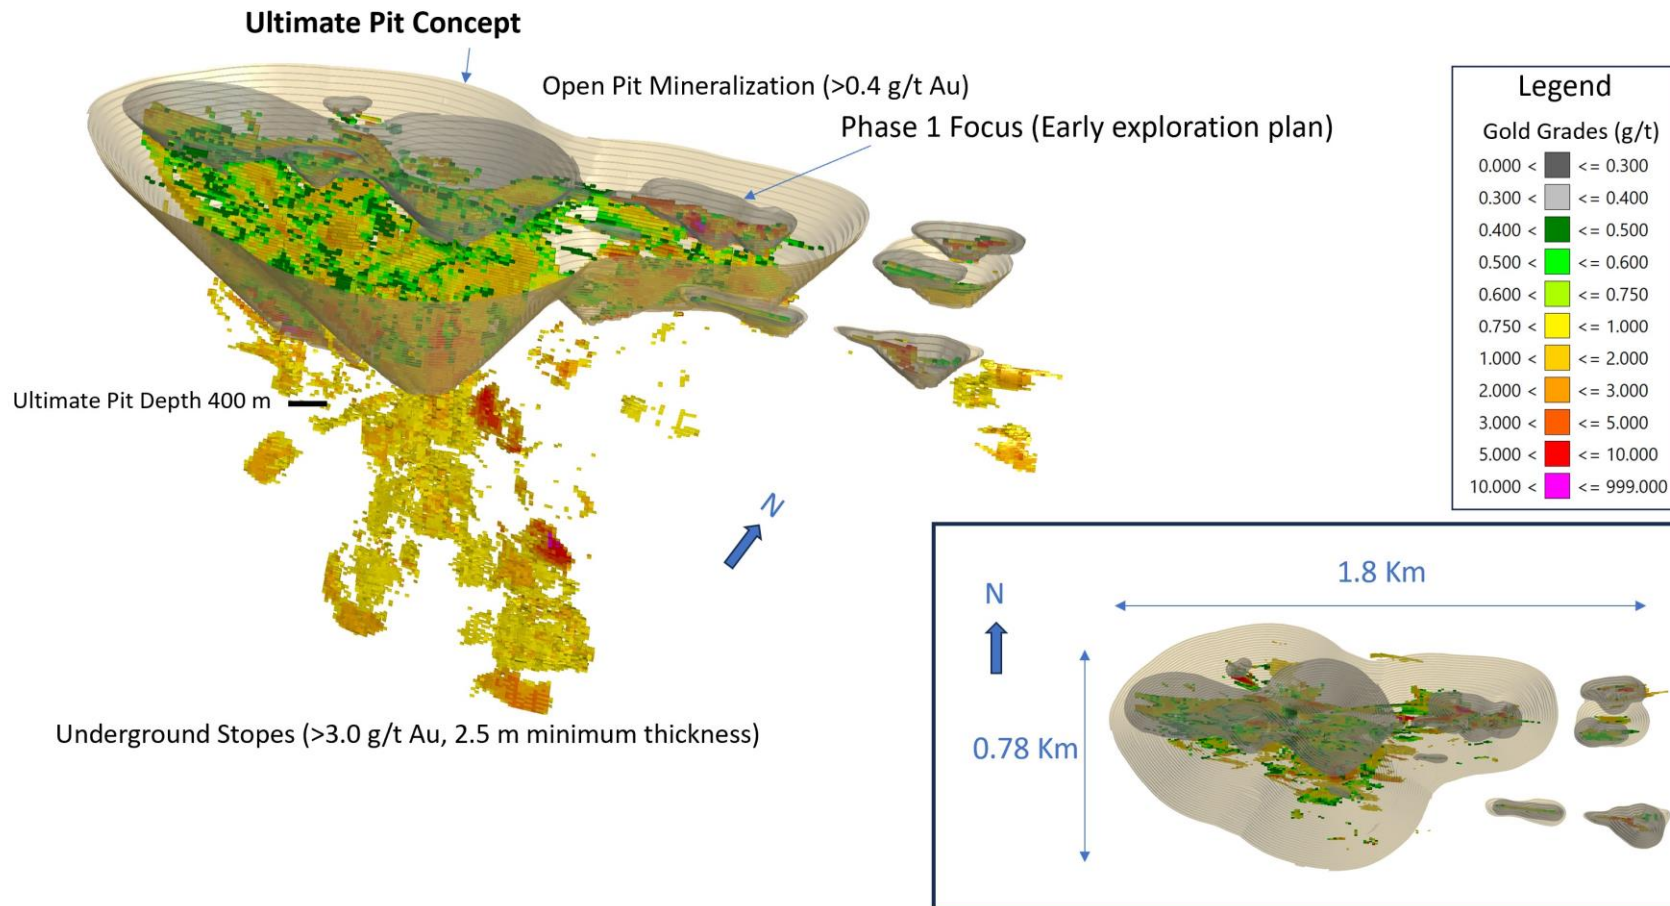 Ultimate Pit Concept
Open Pit Mineralization (>0.4 g/t Au)
Phase 1 Focus (Early exploration plan)
Ultimate Pit Depth 400 m
N
Underground Stopes (>3.0 g/t Au, 2.5 m minimum thickness)
Legend
Gold Grades (g/t)
0.000 < <= 0.300
0.300 < <= 0.400
0.400 < <= 0.500
0.500 < <= 0.600
0.600 < <= 0.750
0.750 < <= 1.000
1.000 < <= 2.000
2.000 < <= 3.000
3.000 < <= 5.000
5.000 < <= 10.000
10.000 < <= 999.000
1.8 Km
N
0.78 Km